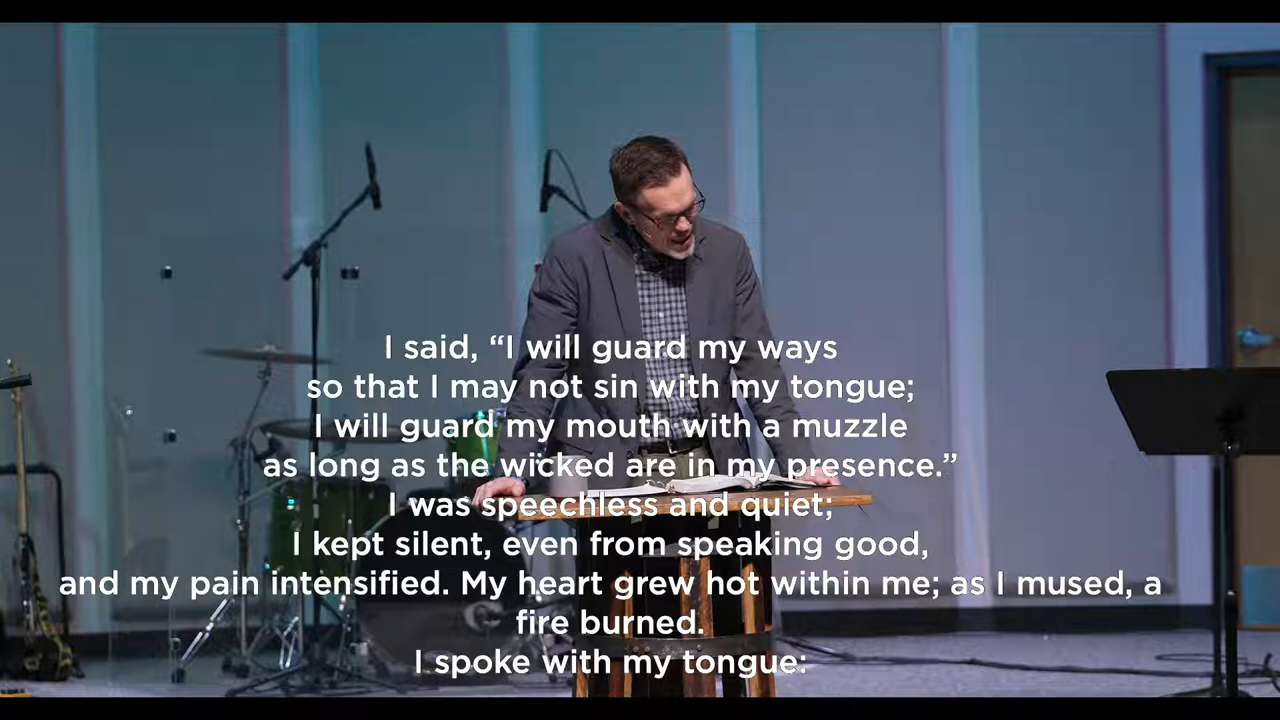 I said, “I will guard my ways
so that I may not sin with my tongue;
I will guard my mouth with a muzzle
as long as the wicked are in my presence.”
I was speechless and quiet;
I kept silent, even from speaking good,
and my pain intensified. My heart grew hot within me; as I mused, a
fire burned.
I spoke with my tongue: